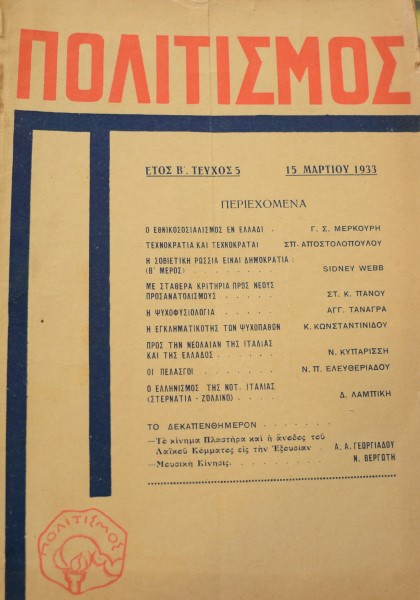 ΠΟΛΙΤΙΣΜΟΣ
ΕΤΟΣ Β΄. ΤΕΥΧΟΣ 5 15 ΜΑΡΤΙΟΥ 1933
ΠΕΡΙΕΧΟΜΕΝΑ
Ο ΕΘΝΙΚΟΣΟΣΙΑΛΙΣΜΟΣ ΕΝ ΕΛΛΑΔΙ . Γ. Σ. ΜΕΡΚΟΥΡΗ
ΤΕΧΝΟΚΡΑΤΙΑ ΚΑΙ ΤΕΧΝΟΚΡΑΤΑΙ ΣΠ. ΑΠΟΣΤΟΛΟΠΟΥΛΟΥ
Η ΣΟΒΙΕΤΙΚΗ ΡΩΣΣΙΑ ΕΙΝΑΙ ΔΗΜΟΚΡΑΤΙΑ ;
(Β΄ ΜΕΡΟΣ) . . . . . . . . SIDNEY WEBB
ΜΕ ΣΤΑΘΕΡΑ ΚΡΙΤΗΡΙΑ ΠΡΟΣ ΝΕΟΥΣ
ΠΡΟΣΑΝΑΤΟΛΙΣΜΟΥΣ . . . . . . ΣΤ. Κ. ΠΑΝΟΥ
Η ΨΥΧΟΦΥΣΙΟΛΟΓΙΑ . . . . . . ΑΓΓ. ΤΑΝΑΓΡΑ
Η ΕΓΚΛΗΜΑΤΙΚΟΤΗΣ ΤΩΝ ΨΥΧΟΠΑΘΩΝ Κ. ΚΩΝΣΤΑΝΤΙΝΙΔΟΥ
ΠΡΟΣ ΤΗΝ ΝΕΟΛΑΙΑΝ ΤΗΣ ΙΤΑΛΙΑΣ
ΚΑΙ ΤΗΣ ΕΛΛΑΔΟΣ . . . . . . Ν. ΚΥΠΑΡΙΣΣΗ
ΟΙ ΠΕΛΑΣΓΟΙ . . . . . . . Ν. Π. ΕΛΕΥΘΕΡΙΑΔΟΥ
Ο ΕΛΛΗΝΙΣΜΟΣ ΤΗΣ ΝΟΤ. ΙΤΑΛΙΑΣ
(ΣΤΕΡΝΑΤΙΑ - ΖΟΛΛΙΝΟ) . . . . . Δ. ΛΑΜΠΙΚΗ
ΤΟ ΔΕΚΑΠΕΝΘΗΜΕΡΟΝ . . . . . . .
—Τὸ κίνημα Πλαστήρα καὶ ἡ ἄνοδος τοῦ
Λαϊκοῦ Κόμματος εἰς τὴν Ἐξουσίαν . Α. Α. ΓΕΩΡΓΙΑΔΟΥ
—Μουσικὴ Κίνησις. . . . . . . . . Ν. ΒΕΡΓΩΤΗ
ΠΟΛΙΤΙΣΜΟΣ